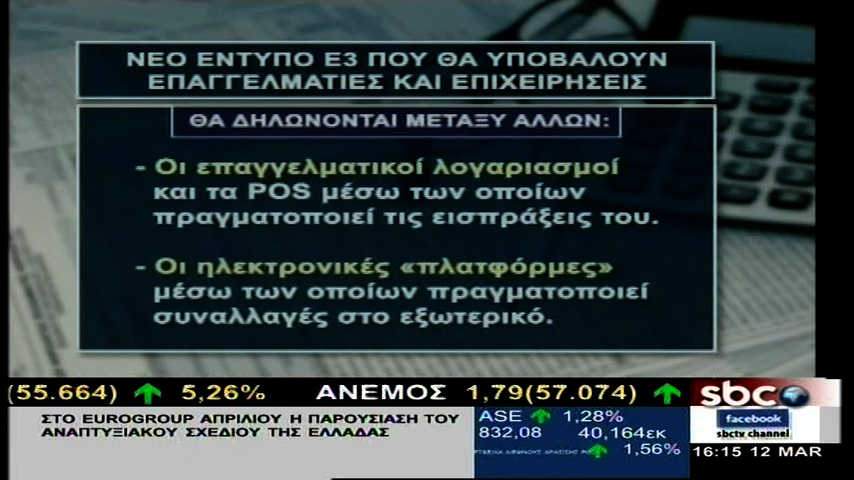 ΝΕΟ ΕΝΤΥΠΟ Ε3 ΠΟΥ ΘΑ ΥΠΟΒΑΛΟΥΝ
ΕΠΑΓΓΕΛΜΑΤΙΕΣ ΚΑΙ ΕΠΙΧΕΙΡΗΣΕΙΣ
ΘΑ ΔΗΛΩΝΟΝΤΑΙ ΜΕΤΑΞΥ ΑΛΛΩΝ:
- Οι επαγγελματικοί λογαριασμοί
και τα POS μέσω των οποίων
πραγματοποιεί τις εισπράξεις του.
- Οι ηλεκτρονικές «πλατφόρμες»
μέσω των οποίων πραγματοποιεί
συναλλαγές στο εξωτερικό.
(55.664) 5,26% ΑΝΕΜΟΣ 1,79(57.074)
sbc
ΣΤΟ EUROGROUP ΑΠΡΙΛΙΟΥ Η ΠΑΡΟΥΣΙΑΣΗ ΤΟΥ
ΑΝΑΠΤΥΞΙΑΚΟΥ ΣΧΕΔΙΟΥ ΤΗΣ ΕΛΛΑΔΑΣ
ASE 1,28%
832,08 40,164εκ
1,56%
facebook
sbctv channel
16:15 12 MAR